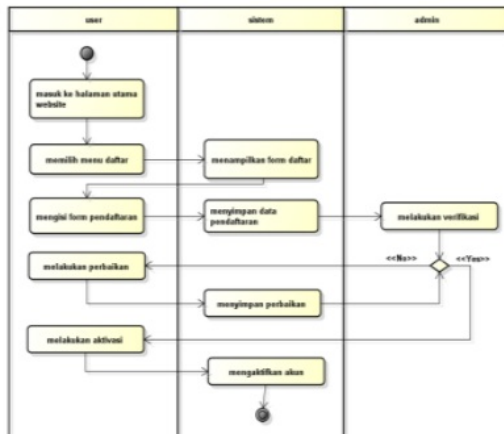 user
sistem
admin
masuk ke halaman utama
website
memilih menu daftar
menampilkan form daftar
mengisi form pendaftaran
menyimpan data
pendaftaran
melakukan verifikasi
melakukan perbaikan
<<No>>
<<Yes>>
menyimpan perbaikan
melakukan aktivasi
mengaktifkan akun